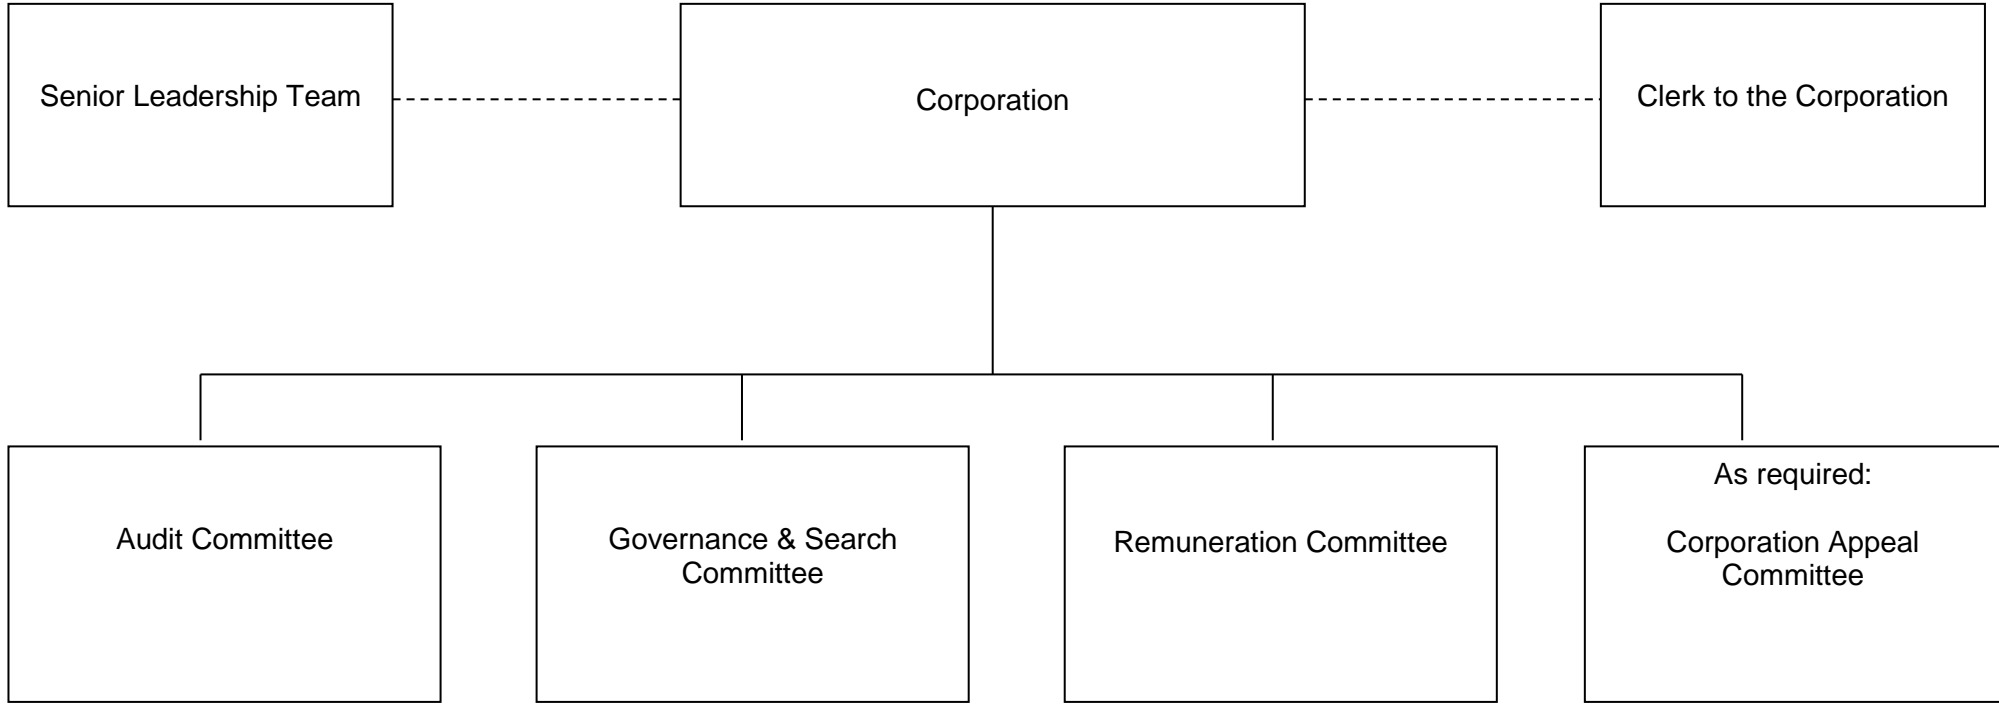 Senior Leadership Team
Corporation
Clerk to the Corporation
Audit Committee
Governance & Search
Committee
Remuneration Committee
As required:
Corporation Appeal
Committee